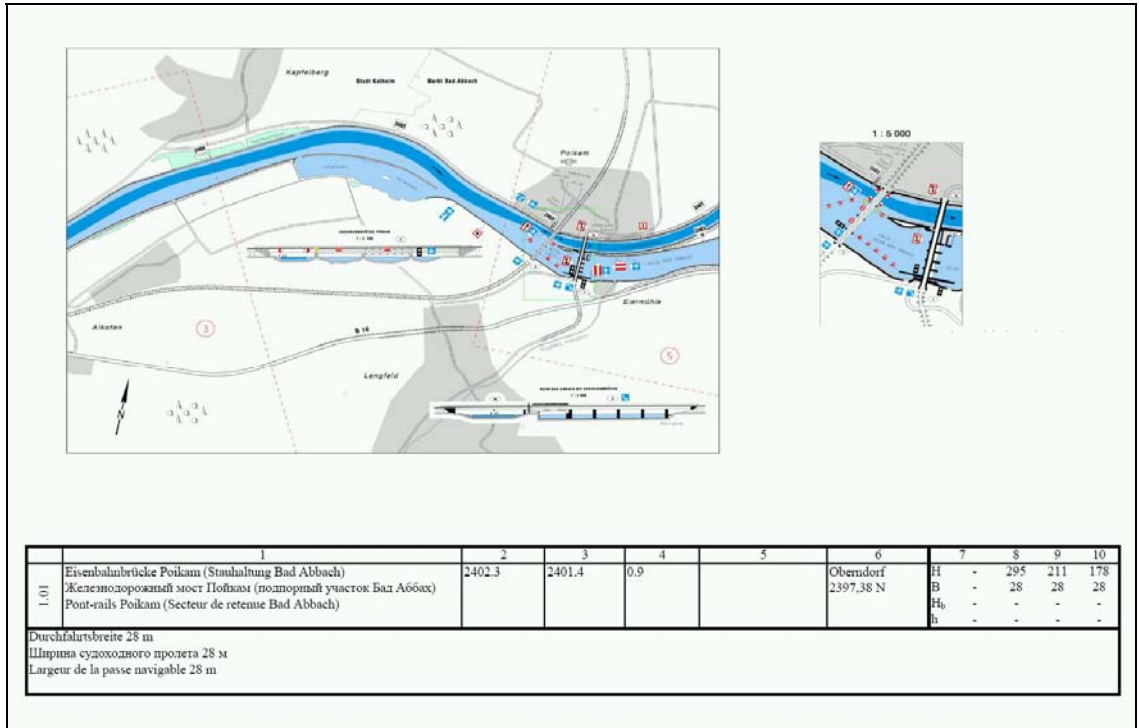 Kapfelberg
Stadt Kelheim
Markt Bad Abbach
Poikam
Alkofen
Lengfeld
Eiermühle
B 16
3
5
N
1 : 5 000
1 2 3 4 5 6 7 8 9 10
1.01
Eisenbahnbrücke Poikam (Stauhaltung Bad Abbach) 2402.3 2401.4 0.9 Oberndorf H - 295 211 178
Железнодорожный мост Пойкам (подпорный участок Бад Аббах) 2397,38 N B - 28 28 28
Pont-rails Poikam (Secteur de retenue Bad Abbach) Hb - - - -
h - - - -
Durchfahrtsbreite 28 m
Ширина судоходного пролета 28 м
Largeur de la passe navigable 28 m